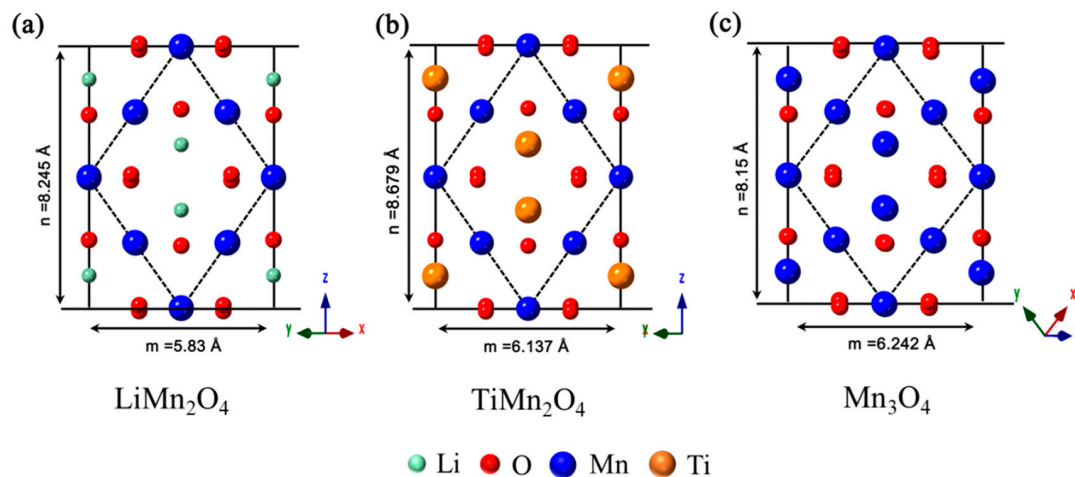 (a)
n =8.245 Å
m =5.83 Å
z
y
x
LiMn₂O₄
(b)
n =8.679 Å
m =6.137 Å
z
y
x
TiMn₂O₄
(c)
n =8.15 Å
m =6.242 Å
y
x
Mn₃O₄
Li O Mn Ti